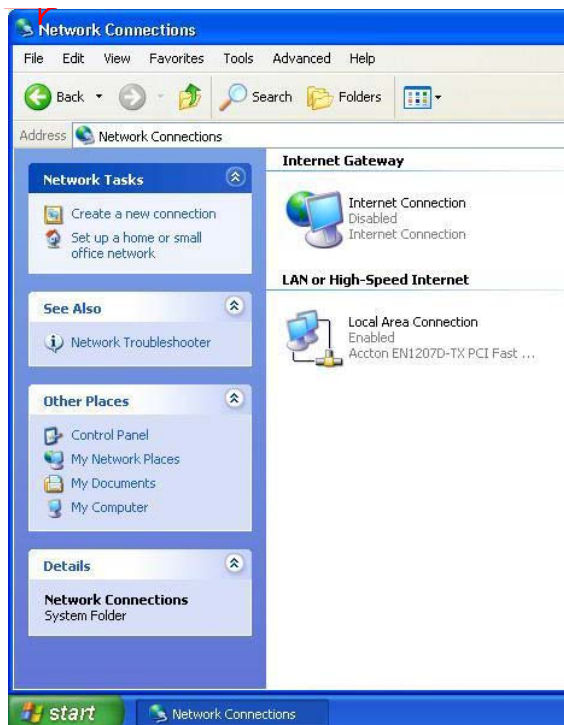 r
Network Connections
File Edit View Favorites Tools Advanced Help
Back Search Folders
Address Network Connections
Network Tasks
Create a new connection
Set up a home or small
office network
See Also
Network Troubleshooter
Other Places
Control Panel
My Network Places
My Documents
My Computer
Details
Network Connections
System Folder
Internet Gateway
Internet Connection
Disabled
Internet Connection
LAN or High-Speed Internet
Local Area Connection
Enabled
Accton EN1207D-TX PCI Fast ...
start Network Connections